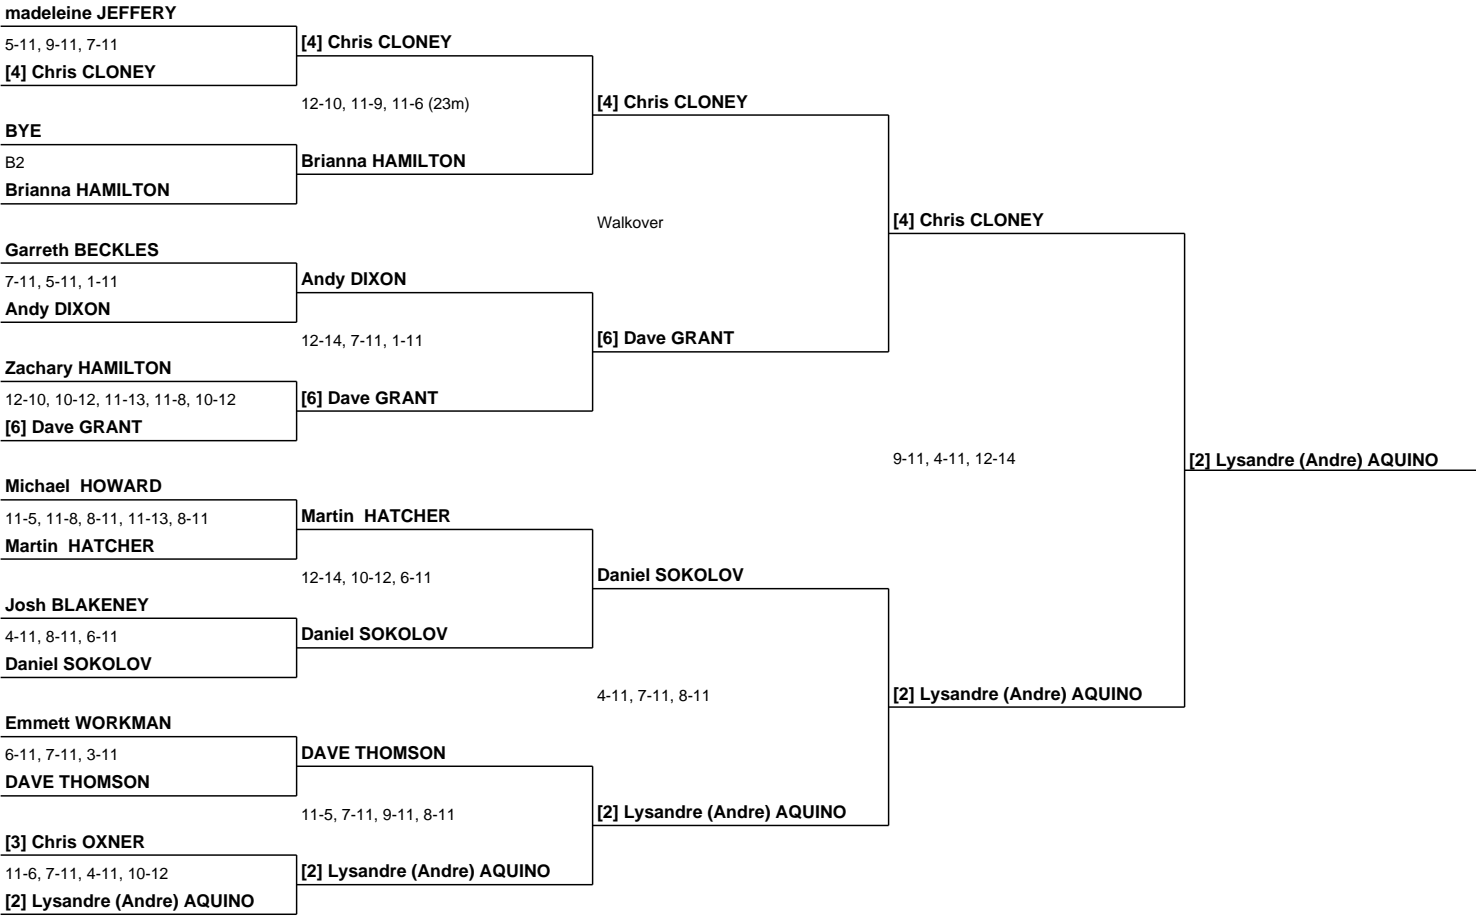 madeleine JEFFERY
5-11, 9-11, 7-11
[4] Chris CLONEY
BYE
B2
Brianna HAMILTON
Garreth BECKLES
7-11, 5-11, 1-11
Andy DIXON
Zachary HAMILTON
12-10, 10-12, 11-13, 11-8, 10-12
[6] Dave GRANT
Michael  HOWARD
11-5, 11-8, 8-11, 11-13, 8-11
Martin  HATCHER
Josh BLAKENEY
4-11, 8-11, 6-11
Daniel SOKOLOV
Emmett WORKMAN
6-11, 7-11, 3-11
DAVE THOMSON
[3] Chris OXNER
11-6, 7-11, 4-11, 10-12
[2] Lysandre (Andre) AQUINO
[4] Chris CLONEY
12-10, 11-9, 11-6 (23m)
Brianna HAMILTON
Andy DIXON
12-14, 7-11, 1-11
[6] Dave GRANT
Martin  HATCHER
12-14, 10-12, 6-11
Daniel SOKOLOV
DAVE THOMSON
11-5, 7-11, 9-11, 8-11
[2] Lysandre (Andre) AQUINO
[4] Chris CLONEY
Walkover
[6] Dave GRANT
Daniel SOKOLOV
4-11, 7-11, 8-11
[2] Lysandre (Andre) AQUINO
[4] Chris CLONEY
9-11, 4-11, 12-14
[2] Lysandre (Andre) AQUINO
[2] Lysandre (Andre) AQUINO